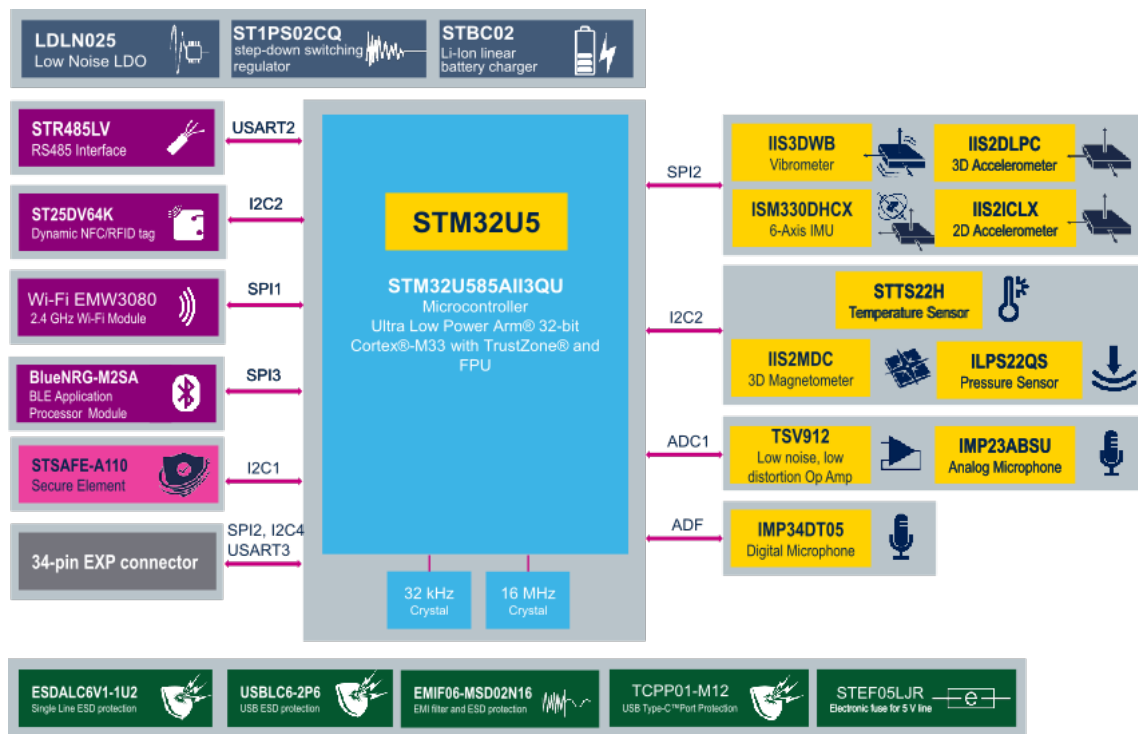 LDLN025
Low Noise LDO
ST1PS02CQ
step-down switching
regulator
STBC02
Li-Ion linear
battery charger
STR485LV
RS485 Interface
USART2
ST25DV64K
Dynamic NFC/RFID tag
I2C2
Wi-Fi EMW3080
2.4 GHz Wi-Fi Module
SPI1
BlueNRG-M2SA
BLE Application
Processor Module
SPI3
STSAFE-A110
Secure Element
I2C1
34-pin EXP connector
SPI2, I2C4
USART3
STM32U5
STM32U585AII3QU
Microcontroller
Ultra Low Power Arm® 32-bit
Cortex®-M33 with TrustZone® and
FPU
32 kHz
Crystal
16 MHz
Crystal
SPI2
IIS3DWB
Vibrometer
IIS2DLPC
3D Accelerometer
ISM330DHCX
6-Axis IMU
IIS2ICLX
2D Accelerometer
I2C2
STTS22H
Temperature Sensor
IIS2MDC
3D Magnetometer
ILPS22QS
Pressure Sensor
ADC1
TSV912
Low noise, low
distortion Op Amp
IMP23ABSU
Analog Microphone
ADF
IMP34DT05
Digital Microphone
ESDALC6V1-1U2
Single Line ESD protection
USBLC6-2P6
USB ESD protection
EMIF06-MSD02N16
EMI filter and ESD protection
TCPP01-M12
USB Type-C™Port Protection
STEF05LJR
Electronic fuse for 5 V line
e